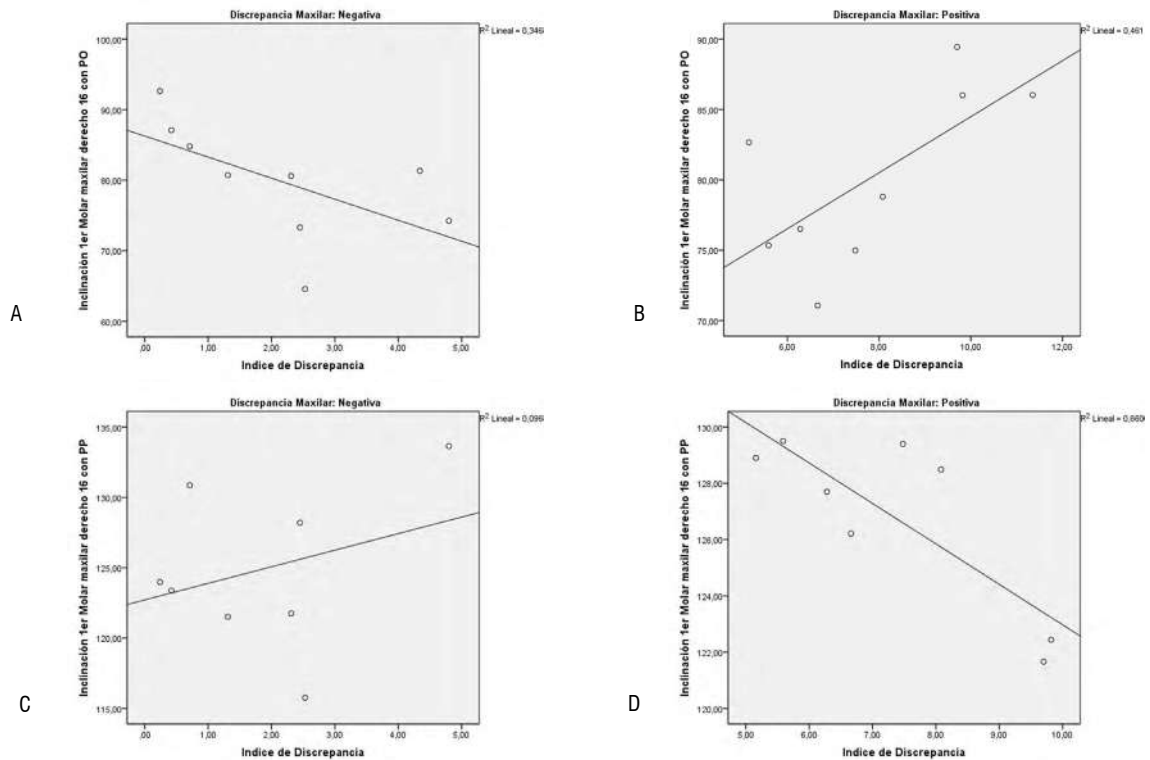 Discrepancia Maxilar: Negativa
R² Lineal = 0,346
Inclinación 1er Molar maxilar derecho 16 con PO
100,00
90,00
80,00
70,00
60,00
,00 1,00 2,00 3,00 4,00 5,00
Indice de Discrepancia
A
Discrepancia Maxilar: Positiva
R² Lineal = 0,461
Inclinación 1er Molar maxilar derecho 16 con PO
90,00
85,00
80,00
75,00
70,00
6,00 8,00 10,00 12,00
Indice de Discrepancia
B
Discrepancia Maxilar: Negativa
R² Lineal = 0,096
Inclinación 1er Molar maxilar derecho 16 con PP
135,00
130,00
125,00
120,00
115,00
,00 1,00 2,00 3,00 4,00 5,00
Indice de Discrepancia
C
Discrepancia Maxilar: Positiva
R² Lineal =
Inclinación 1er Molar maxilar derecho 16 con PP
130,00
128,00
126,00
124,00
122,00
120,00
5,00 6,00 7,00 8,00 9,00 10,00
Indice de Discrepancia
D